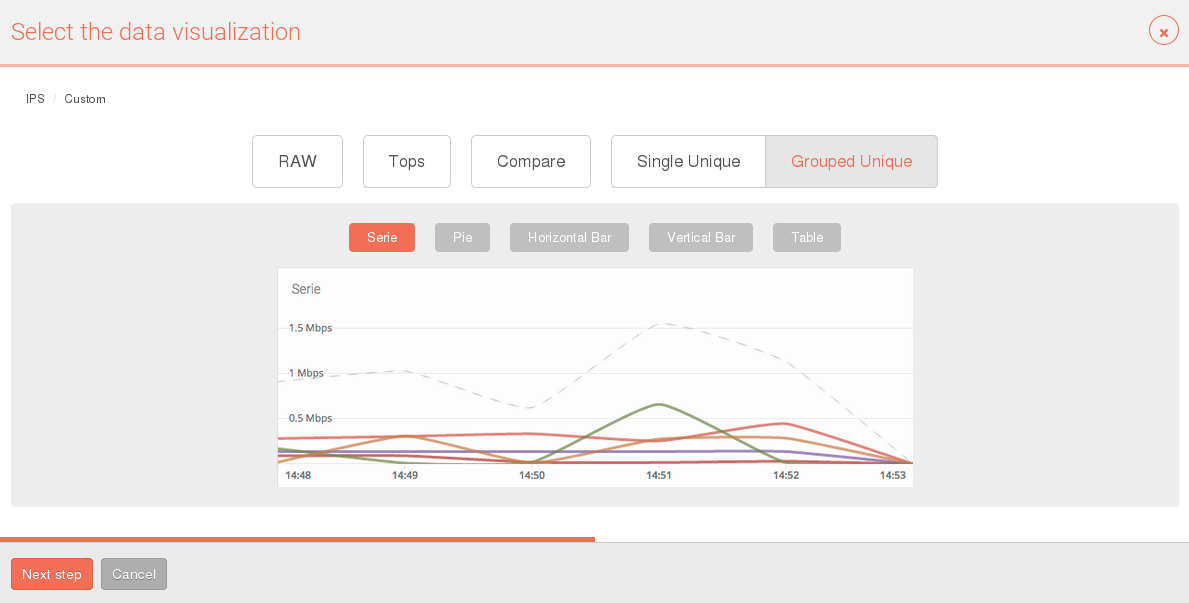 Select the data visualization
IPS / Custom
RAW Tops Compare Single Unique Grouped Unique
Serie Pie Horizontal Bar Vertical Bar Table
Serie
1.5 Mbps
1 Mbps
0.5 Mbps
14:48 14:49 14:50 14:51 14:52 14:53
Next step Cancel